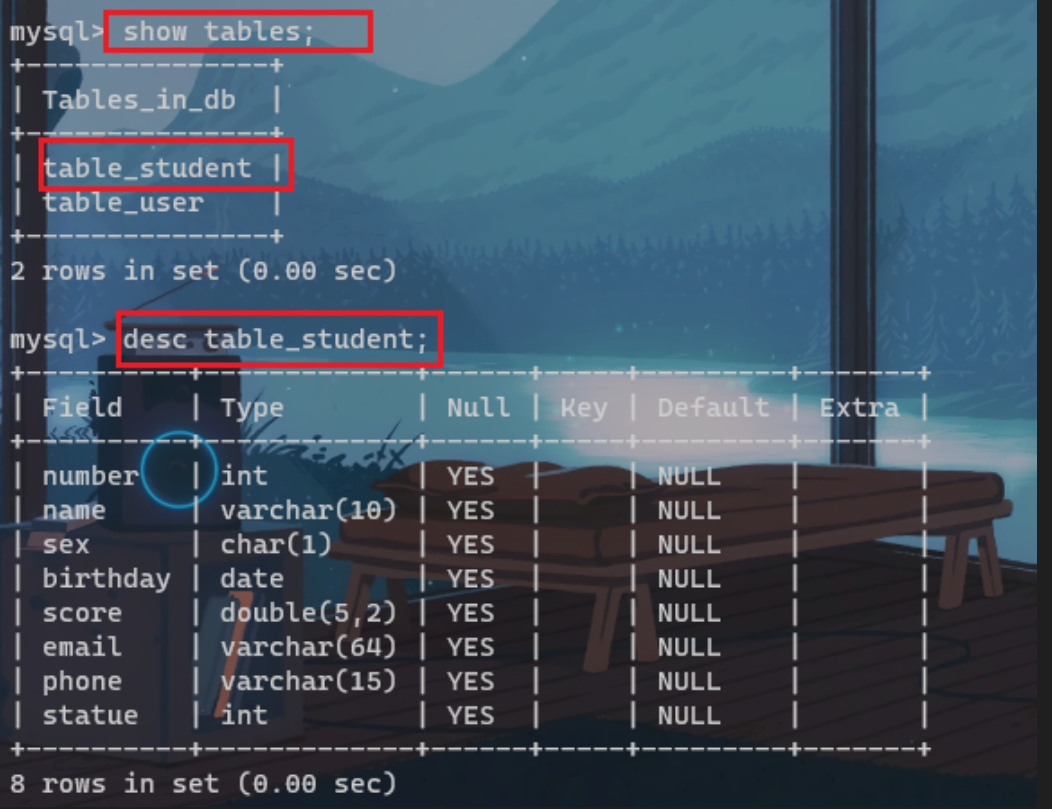 mysql> show tables;
+---------------+
| Tables_in_db  |
+---------------+
| table_student |
| table_user    |
+---------------+
2 rows in set (0.00 sec)
mysql> desc table_student;
+----------+-------------+------+-----+---------+-------+
| Field    | Type        | Null | Key | Default | Extra |
+----------+-------------+------+-----+---------+-------+
| number   | int         | YES  |     | NULL    |       |
| name     | varchar(10) | YES  |     | NULL    |       |
| sex      | char(1)     | YES  |     | NULL    |       |
| birthday | date        | YES  |     | NULL    |       |
| score    | double(5,2) | YES  |     | NULL    |       |
| email    | varchar(64) | YES  |     | NULL    |       |
| phone    | varchar(15) | YES  |     | NULL    |       |
| statue   | int         | YES  |     | NULL    |       |
+----------+-------------+------+-----+---------+-------+
8 rows in set (0.00 sec)